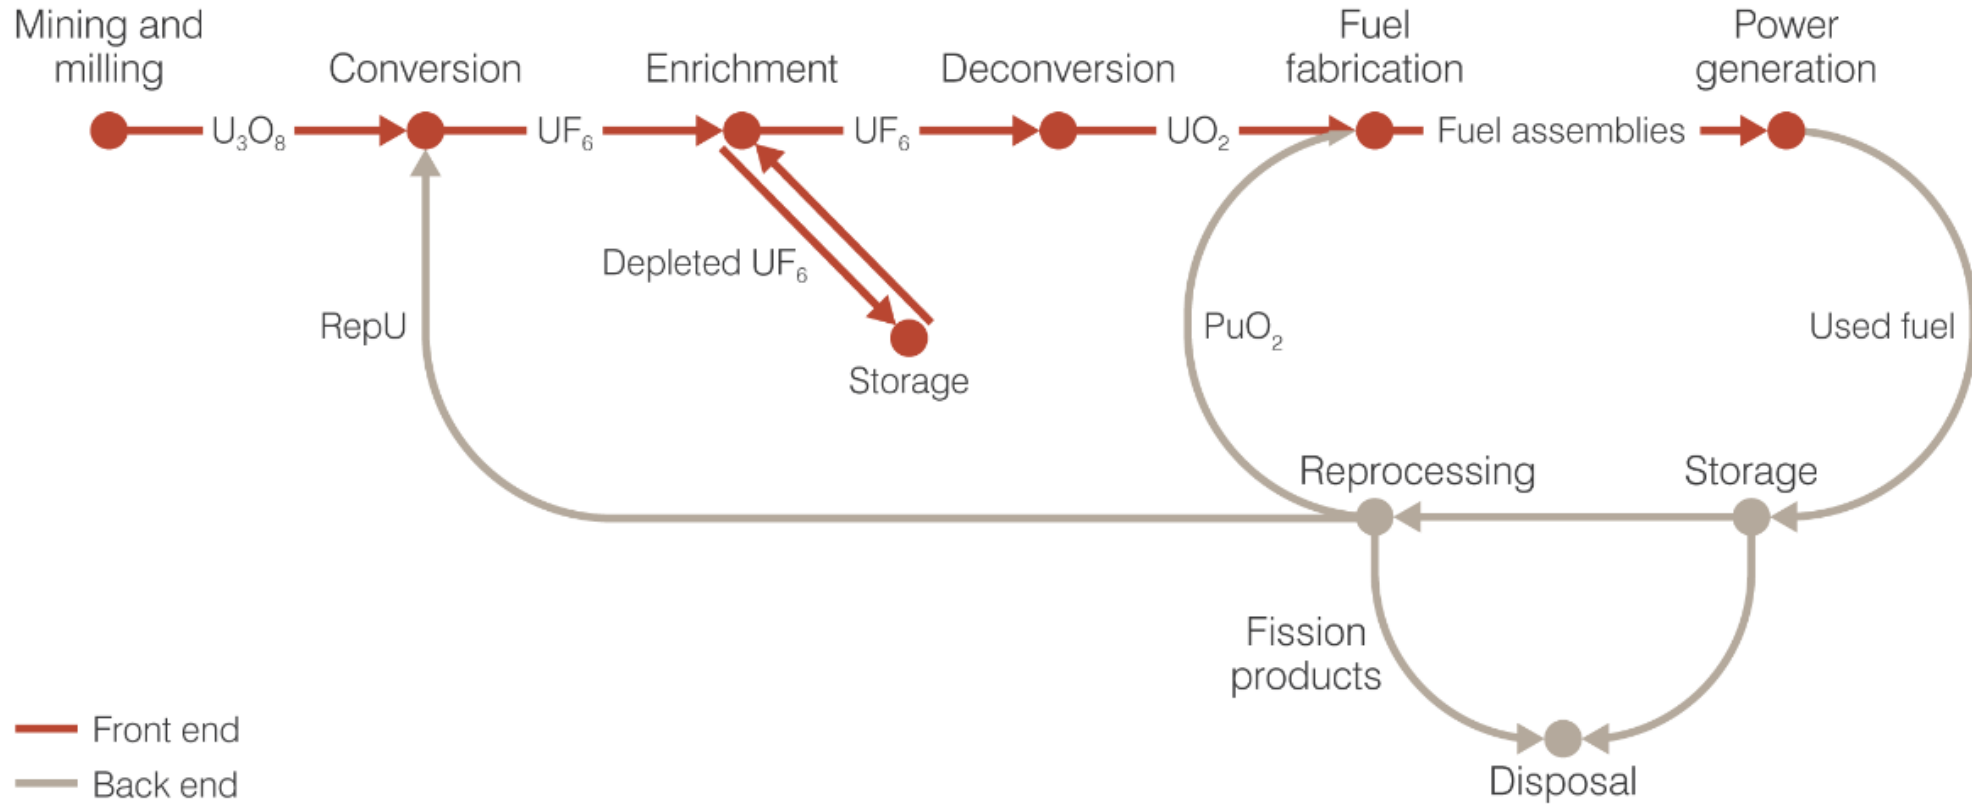 Mining and
milling
Conversion
Enrichment
Deconversion
Fuel
fabrication
Power
generation
U₃O₈
UF₆
UF₆
UO₂
Fuel assemblies
Depleted UF₆
Storage
RepU
PuO₂
Used fuel
Reprocessing
Storage
Fission
products
Disposal
Front end
Back end